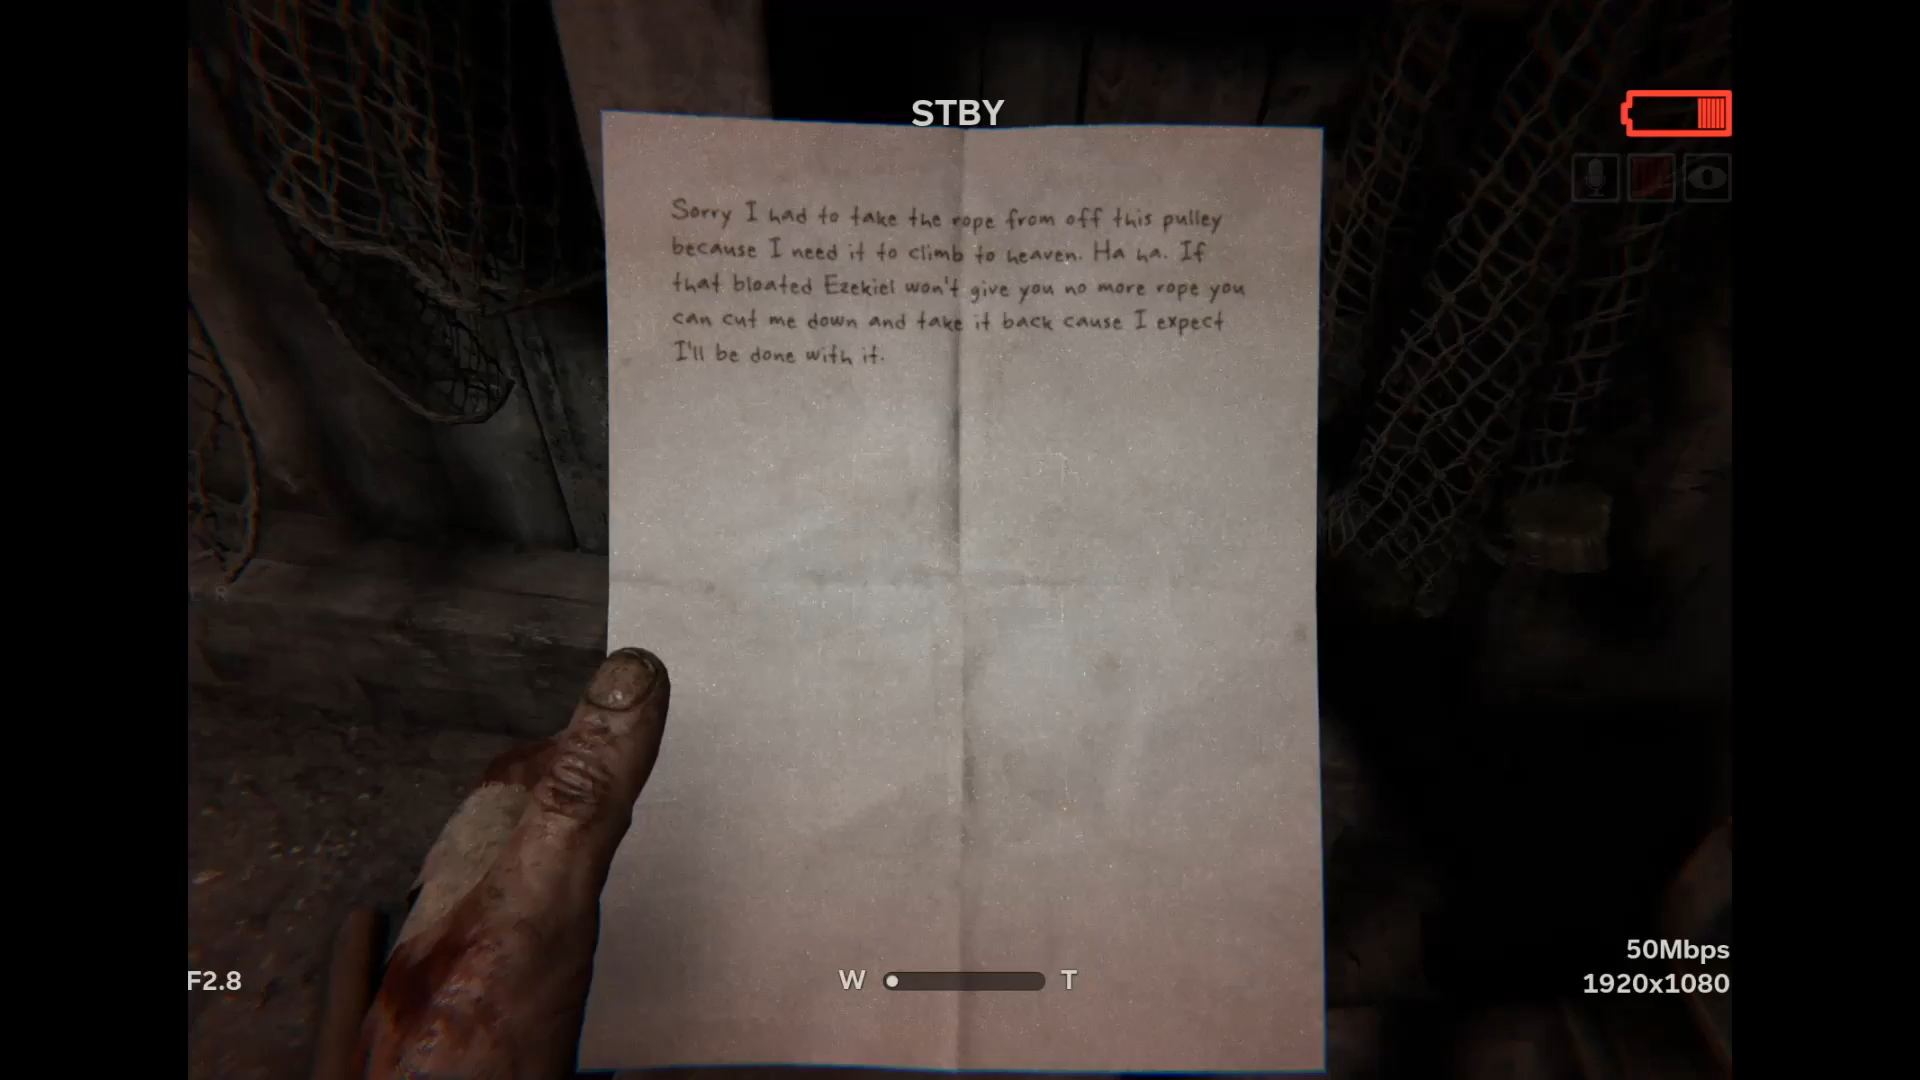 STBY
Sorry I had to take the rope from off this pulley
because I need it to climb to heaven. Ha ha. If
that bloated Ezekiel won't give you no more rope you
can cut me down and take it back cause I expect
I'll be done with it.
F2.8
W T
50Mbps
1920x1080